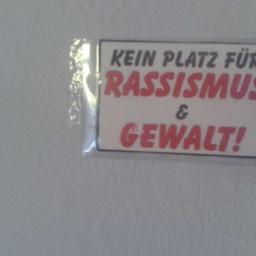 KEIN PLATZ FÜR
RASSISMUS
&
GEWALT!